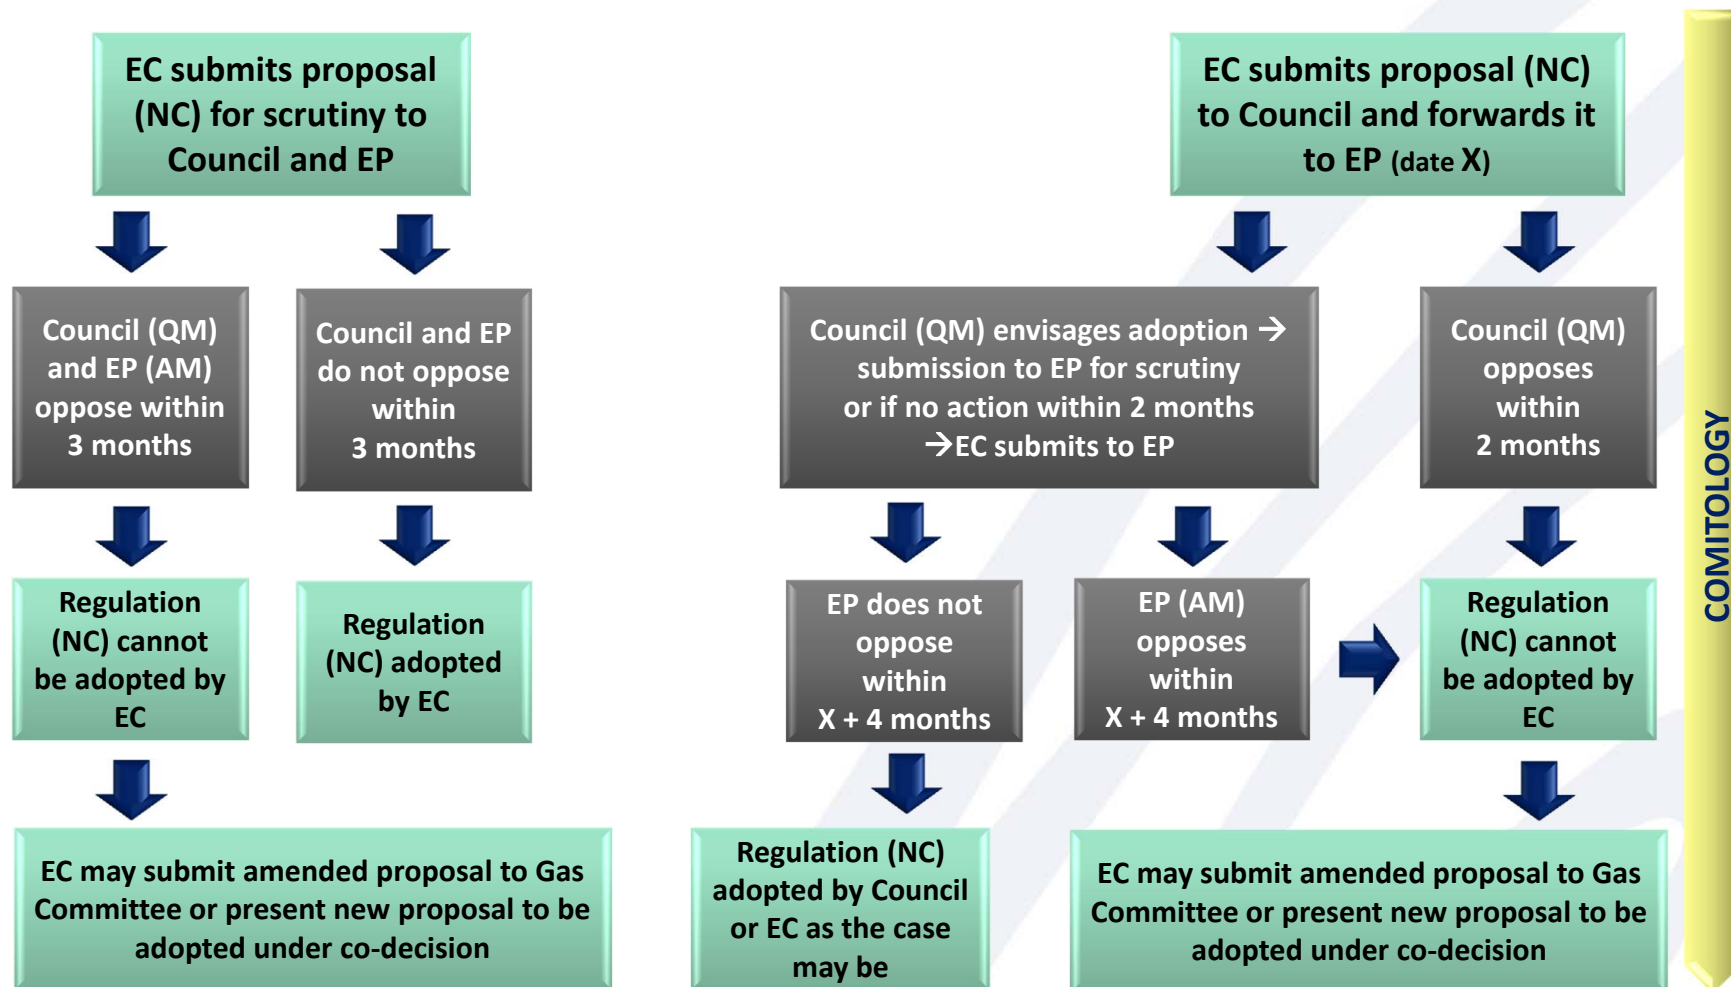 EC submits proposal
(NC) for scrutiny to
Council and EP
Council (QM)
and EP (AM)
oppose within
3 months
Council and EP
do not oppose
within
3 months
Regulation
(NC) cannot
be adopted by
EC
Regulation
(NC) adopted
by EC
EC may submit amended proposal to Gas
Committee or present new proposal to be
adopted under co-decision
EC submits proposal (NC)
to Council and forwards it
to EP (date X)
Council (QM) envisages adoption →
submission to EP for scrutiny
or if no action within 2 months
→EC submits to EP
Council (QM)
opposes
within
2 months
EP does not
oppose
within
X + 4 months
EP (AM)
opposes
within
X + 4 months
Regulation
(NC) cannot
be adopted by
EC
Regulation (NC)
adopted by Council
or EC as the case
may be
EC may submit amended proposal to Gas
Committee or present new proposal to be
adopted under co-decision
COMITOLOGY